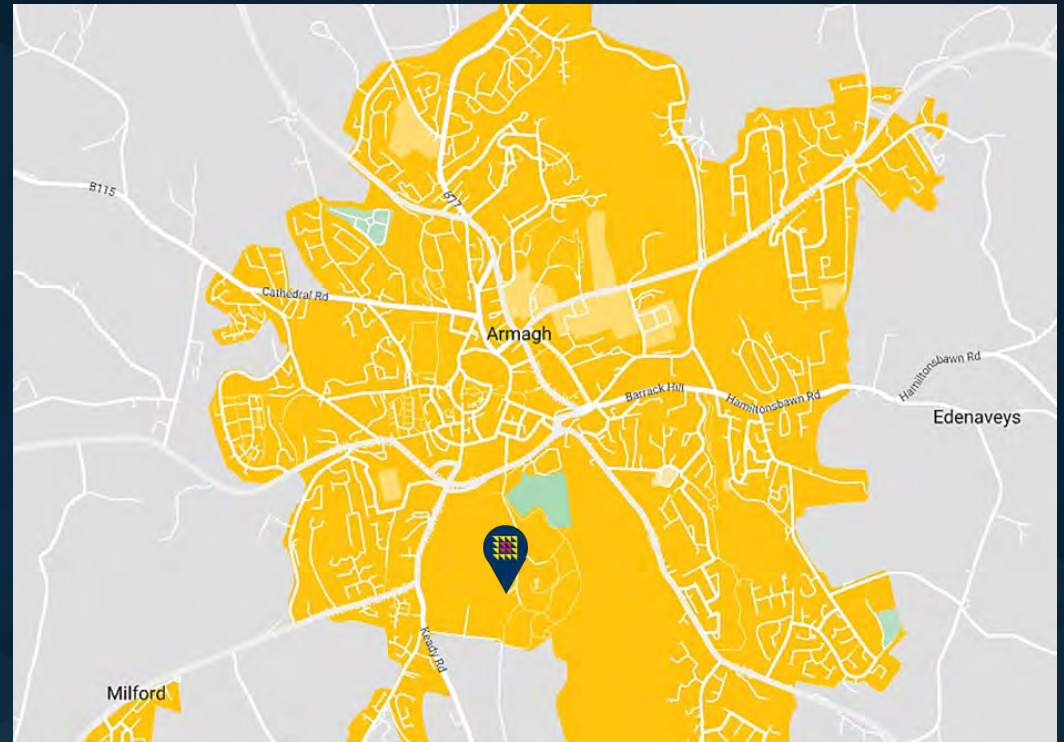 B115
B77
Cathedral Rd
Armagh
Barrack Hill
Hamiltonsbawn Rd
Hamiltonsbawn Rd
Edenaveys
Keady Rd
Milford